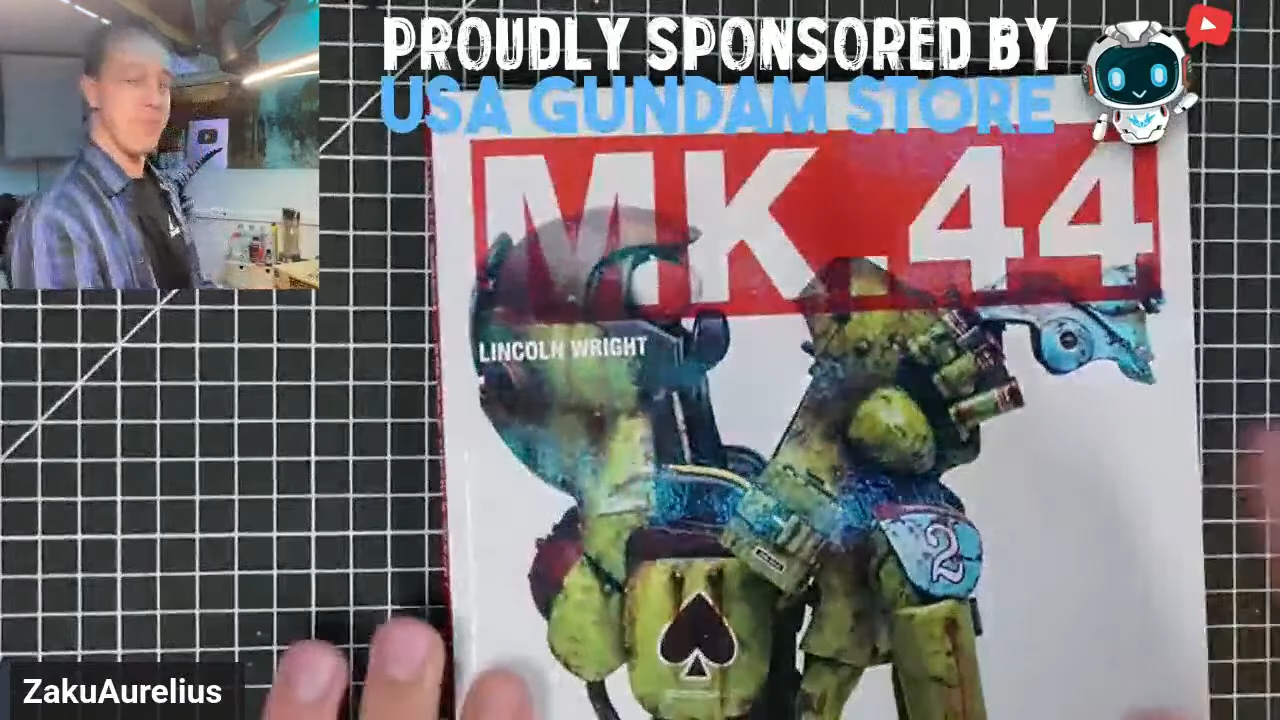 PROUDLY SPONSORED BY
USA GUNDAM STORE
MK.44
LINCOLN WRIGHT
2
ZakuAurelius